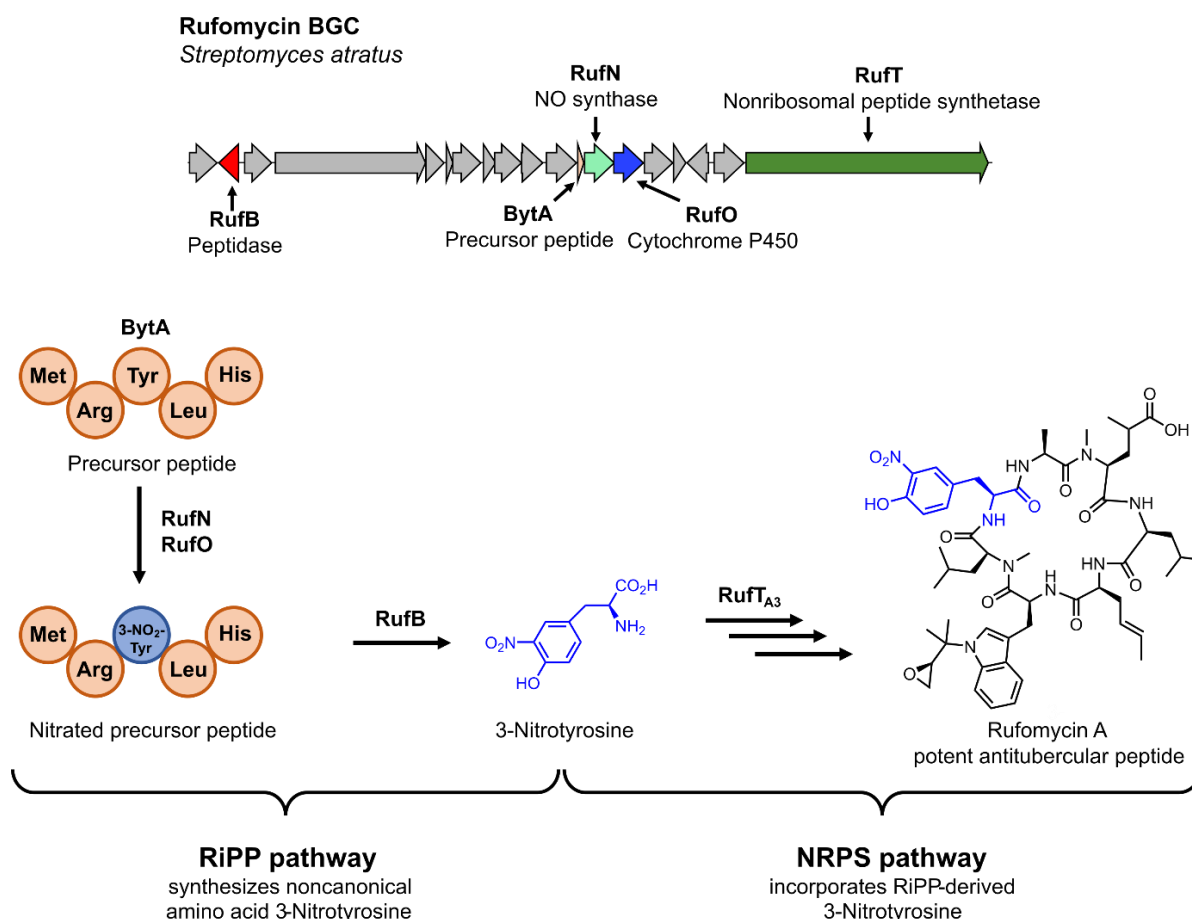 Rufomycin BGC
Streptomyces atratus
RufN
NO synthase
RufT
Nonribosomal peptide synthetase
RufB
Peptidase
BytA
Precursor peptide
RufO
Cytochrome P450
BytA
Met
Arg
Tyr
Leu
His
Precursor peptide
RufN
RufO
Met
Arg
3-NO₂-
Tyr
Leu
His
Nitrated precursor peptide
RufB
CO₂H
NH₂
O₂N
HO
3-Nitrotyrosine
RufT_A3
O₂N
HO
HN
O
N
O
O
OH
O
NH
O
HN
O
HN
O
N
O
HN
O
N
O
Rufomycin A
potent antitubercular peptide
RiPP pathway
synthesizes noncanonical
amino acid 3-Nitrotyrosine
NRPS pathway
incorporates RiPP-derived
3-Nitrotyrosine